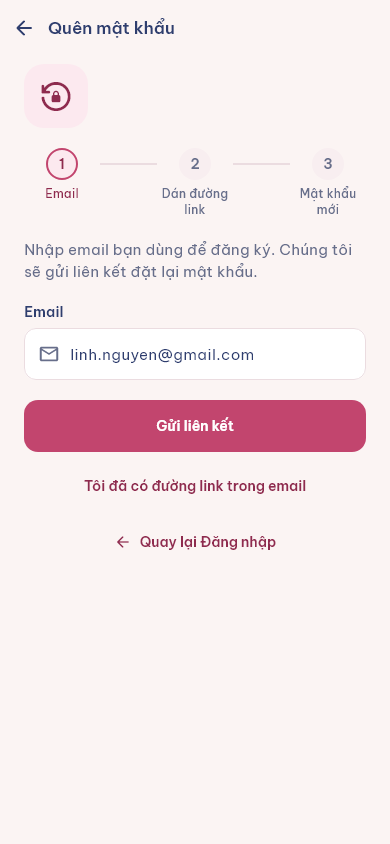 Quên mật khẩu
1
2
3
Email
Dán đường
link
Mật khẩu
mới
Nhập email bạn dùng để đăng ký. Chúng tôi
sẽ gửi liên kết đặt lại mật khẩu.
Email
linh.nguyen@gmail.com
Gửi liên kết
Tôi đã có đường link trong email
Quay lại Đăng nhập